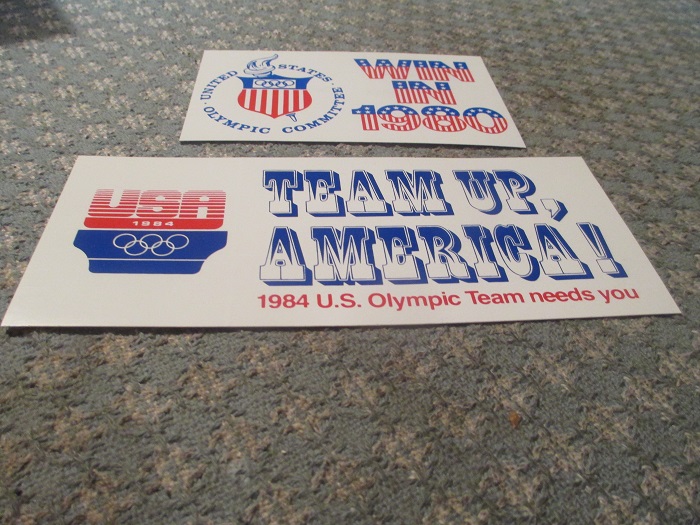 UNITED STATES
OLYMPIC COMMITTEE
WIN
IN
1980
USA
1984
TEAM UP,
AMERICA!
1984 U.S. Olympic Team needs you